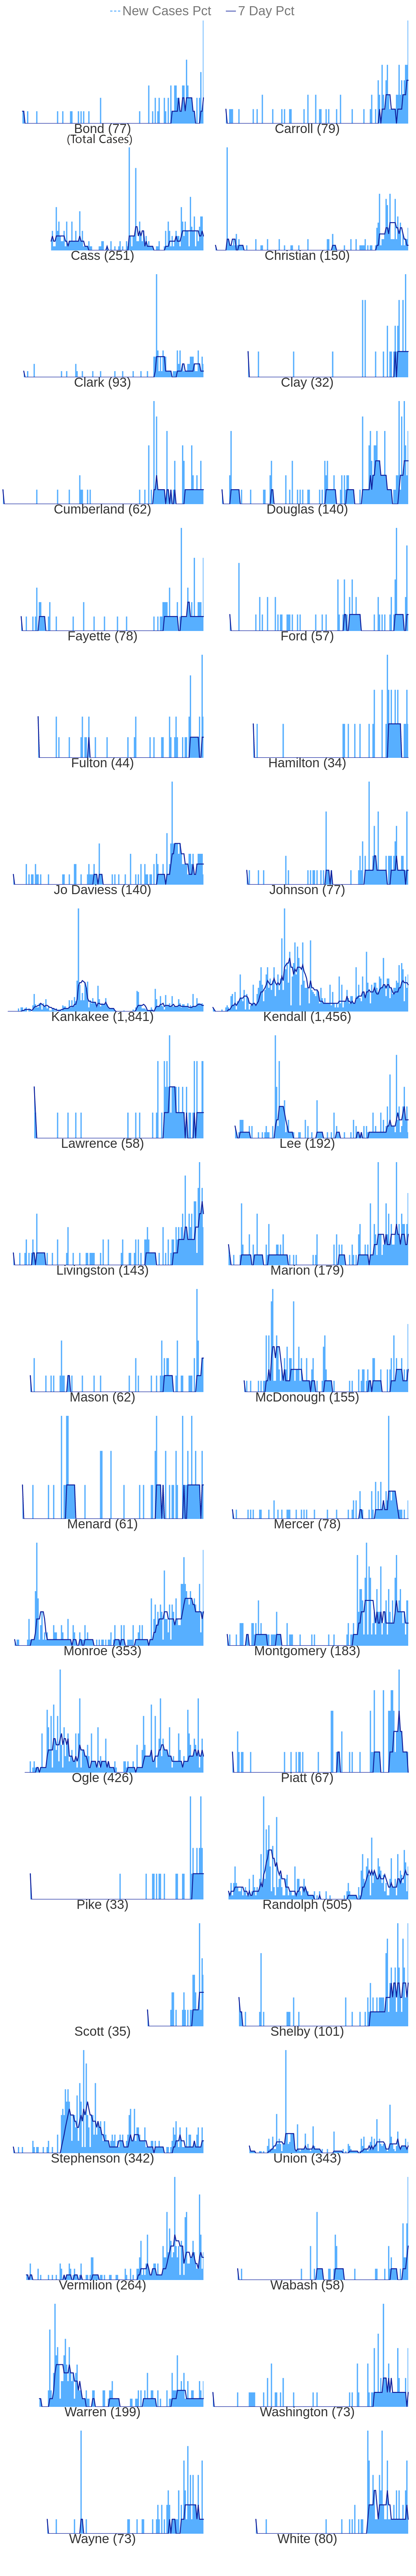 New Cases Pct 7 Day Pct
Bond (77) Carroll (79)
(Total Cases)
Cass (251) Christian (150)
Clark (93) Clay (32)
Cumberland (62) Douglas (140)
Fayette (78) Ford (57)
Fulton (44) Hamilton (34)
Jo Daviess (140) Johnson (77)
Kankakee (1,841) Kendall (1,456)
Lawrence (58) Lee (192)
Livingston (143) Marion (179)
Mason (62) McDonough (155)
Menard (61) Mercer (78)
Monroe (353) Montgomery (183)
Ogle (426) Piatt (67)
Pike (33) Randolph (505)
Scott (35) Shelby (101)
Stephenson (342) Union (343)
Vermilion (264) Wabash (58)
Warren (199) Washington (73)
Wayne (73) White (80)